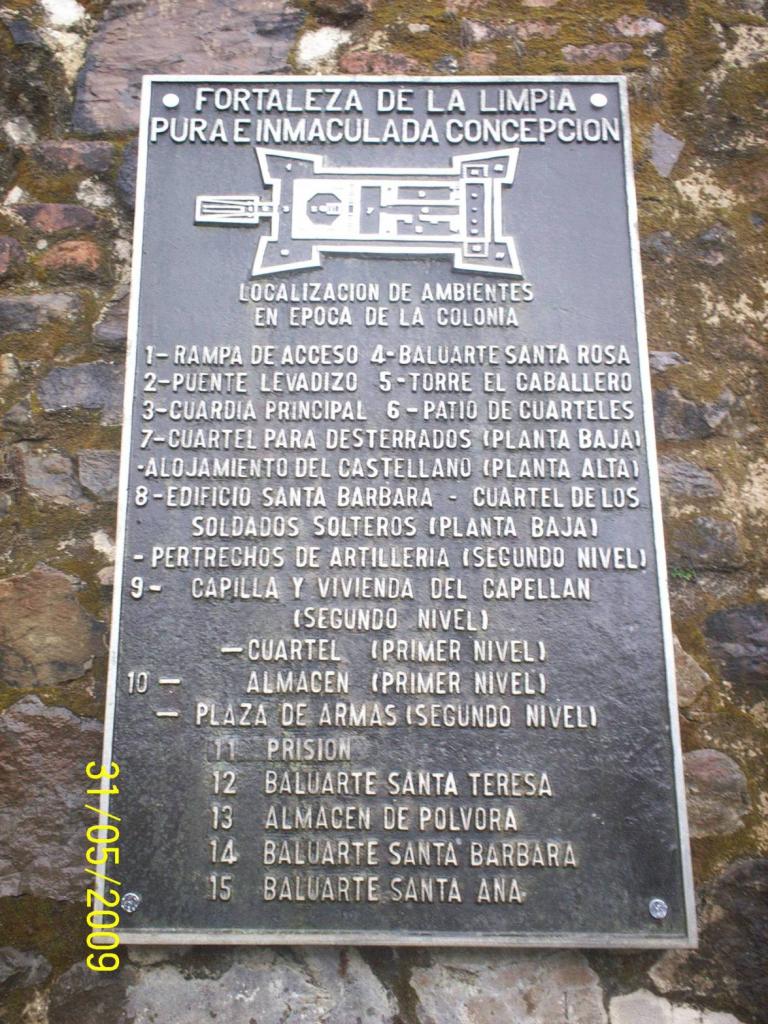 FORTALEZA DE LA LIMPIA
PURA E INMACULADA CONCEPCION
LOCALIZACION DE AMBIENTES
EN EPOCA DE LA COLONIA
1-RAMPA DE ACCESO 4-BALUARTE SANTA ROSA
2-PUENTE LEVADIZO 5-TORRE EL CABALLERO
3-GUARDIA PRINCIPAL 6-PATIO DE CUARTELES
7-CUARTEL PARA DESTERRADOS (PLANTA BAJA)
-ALOJAMIENTO DEL CASTELLANO (PLANTA ALTA)
8-EDIFICIO SANTA BARBARA - CUARTEL DE LOS
SOLDADOS SOLTEROS (PLANTA BAJA)
- PERTRECHOS DE ARTILLERIA (SEGUNDO NIVEL)
9- CAPILLA Y VIVIENDA DEL CAPELLAN
(SEGUNDO NIVEL)
-CUARTEL (PRIMER NIVEL)
10 - ALMACEN (PRIMER NIVEL)
- PLAZA DE ARMAS (SEGUNDO NIVEL)
11 PRISION
12 BALUARTE SANTA TERESA
13 ALMACEN DE POLVORA
14 BALUARTE SANTA BARBARA
15 BALUARTE SANTA ANA
31/05/2009